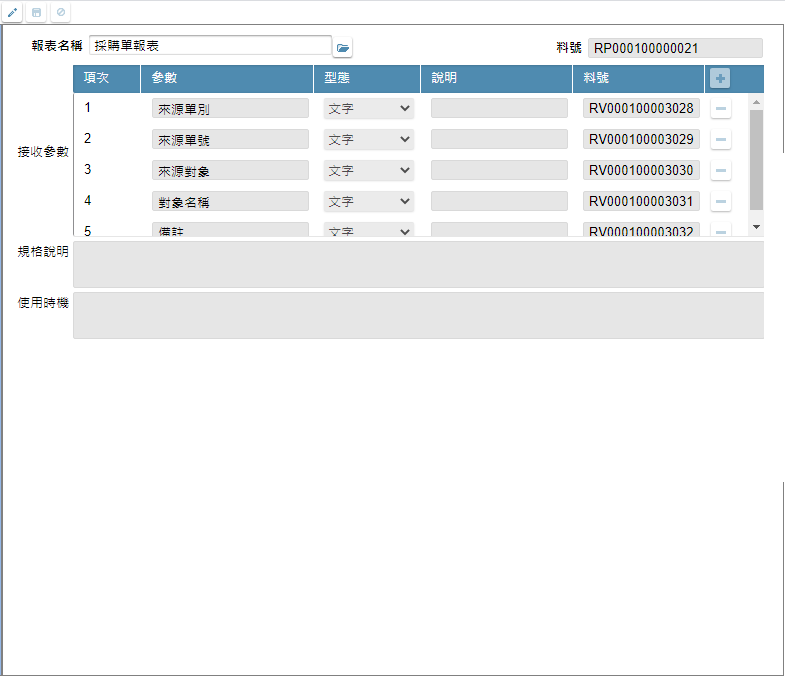 報表名稱 採購單報表 料號 RP000100000021
項次 參數 型態 說明 料號
1 來源單別 文字 RV000100003028
2 來源單號 文字 RV000100003029
接收參數
3 來源對象 文字 RV000100003030
4 對象名稱 文字 RV000100003031
5 備註 文字 RV000100003032
規格說明
使用時機